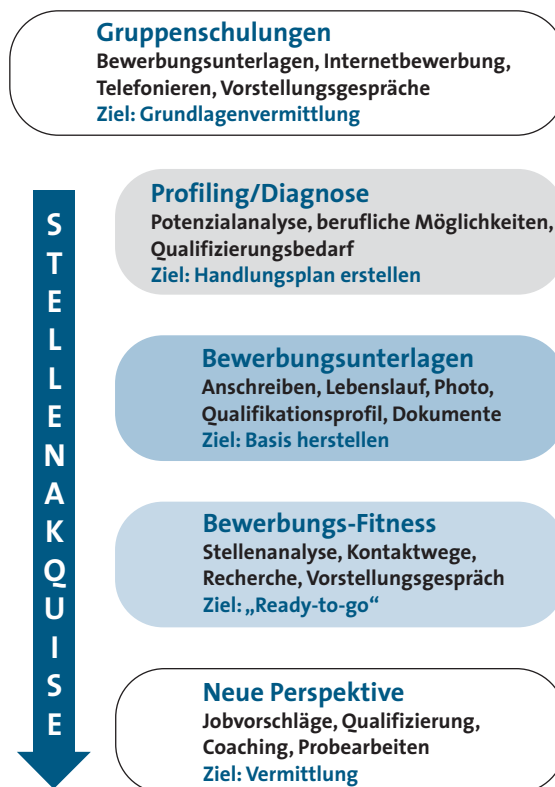 Gruppenschulungen
Bewerbungsunterlagen, Internetbewerbung,
Telefonieren, Vorstellungsgespräche
Ziel: Grundlagenvermittlung
STELLENAKQUISE
Profiling/Diagnose
Potenzialanalyse, berufliche Möglichkeiten,
Qualifizierungsbedarf
Ziel: Handlungsplan erstellen
Bewerbungsunterlagen
Anschreiben, Lebenslauf, Photo,
Qualifikationsprofil, Dokumente
Ziel: Basis herstellen
Bewerbungs-Fitness
Stellenanalyse, Kontaktwege,
Recherche, Vorstellungsgespräch
Ziel: „Ready-to-go“
Neue Perspektive
Jobvorschläge, Qualifizierung,
Coaching, Probearbeiten
Ziel: Vermittlung